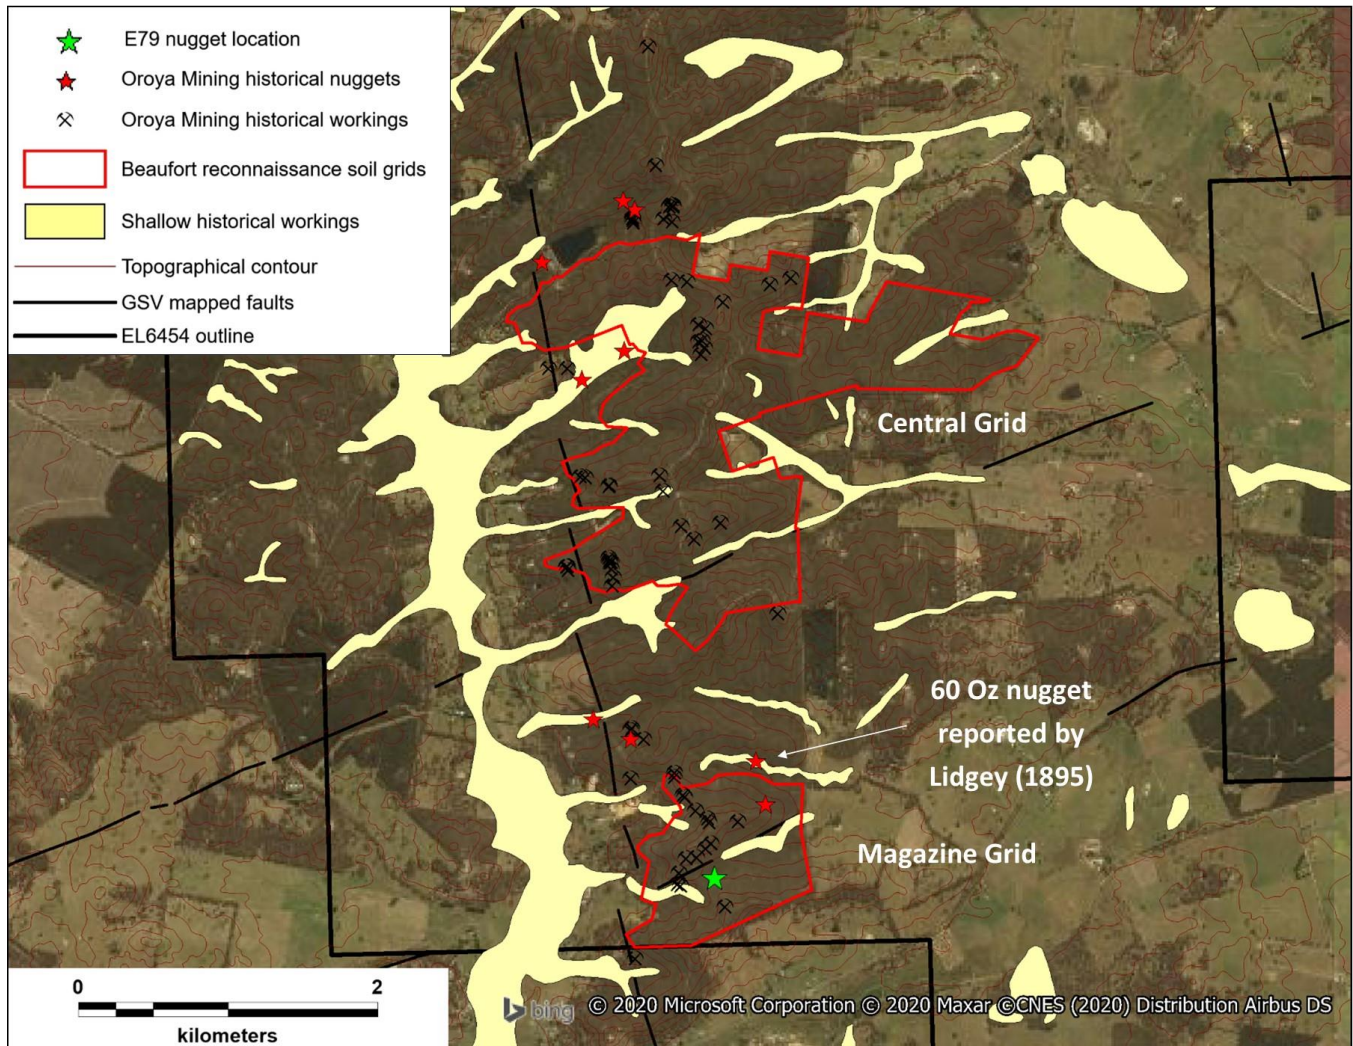 E79 nugget location
Oroya Mining historical nuggets
Oroya Mining historical workings
Beaufort reconnaissance soil grids
Shallow historical workings
Topographical contour
GSV mapped faults
EL6454 outline
Central Grid
60 Oz nugget
reported by
Lidgey (1895)
Magazine Grid
0 2
kilometers
bing © 2020 Microsoft Corporation © 2020 Maxar ©CNES (2020) Distribution Airbus DS